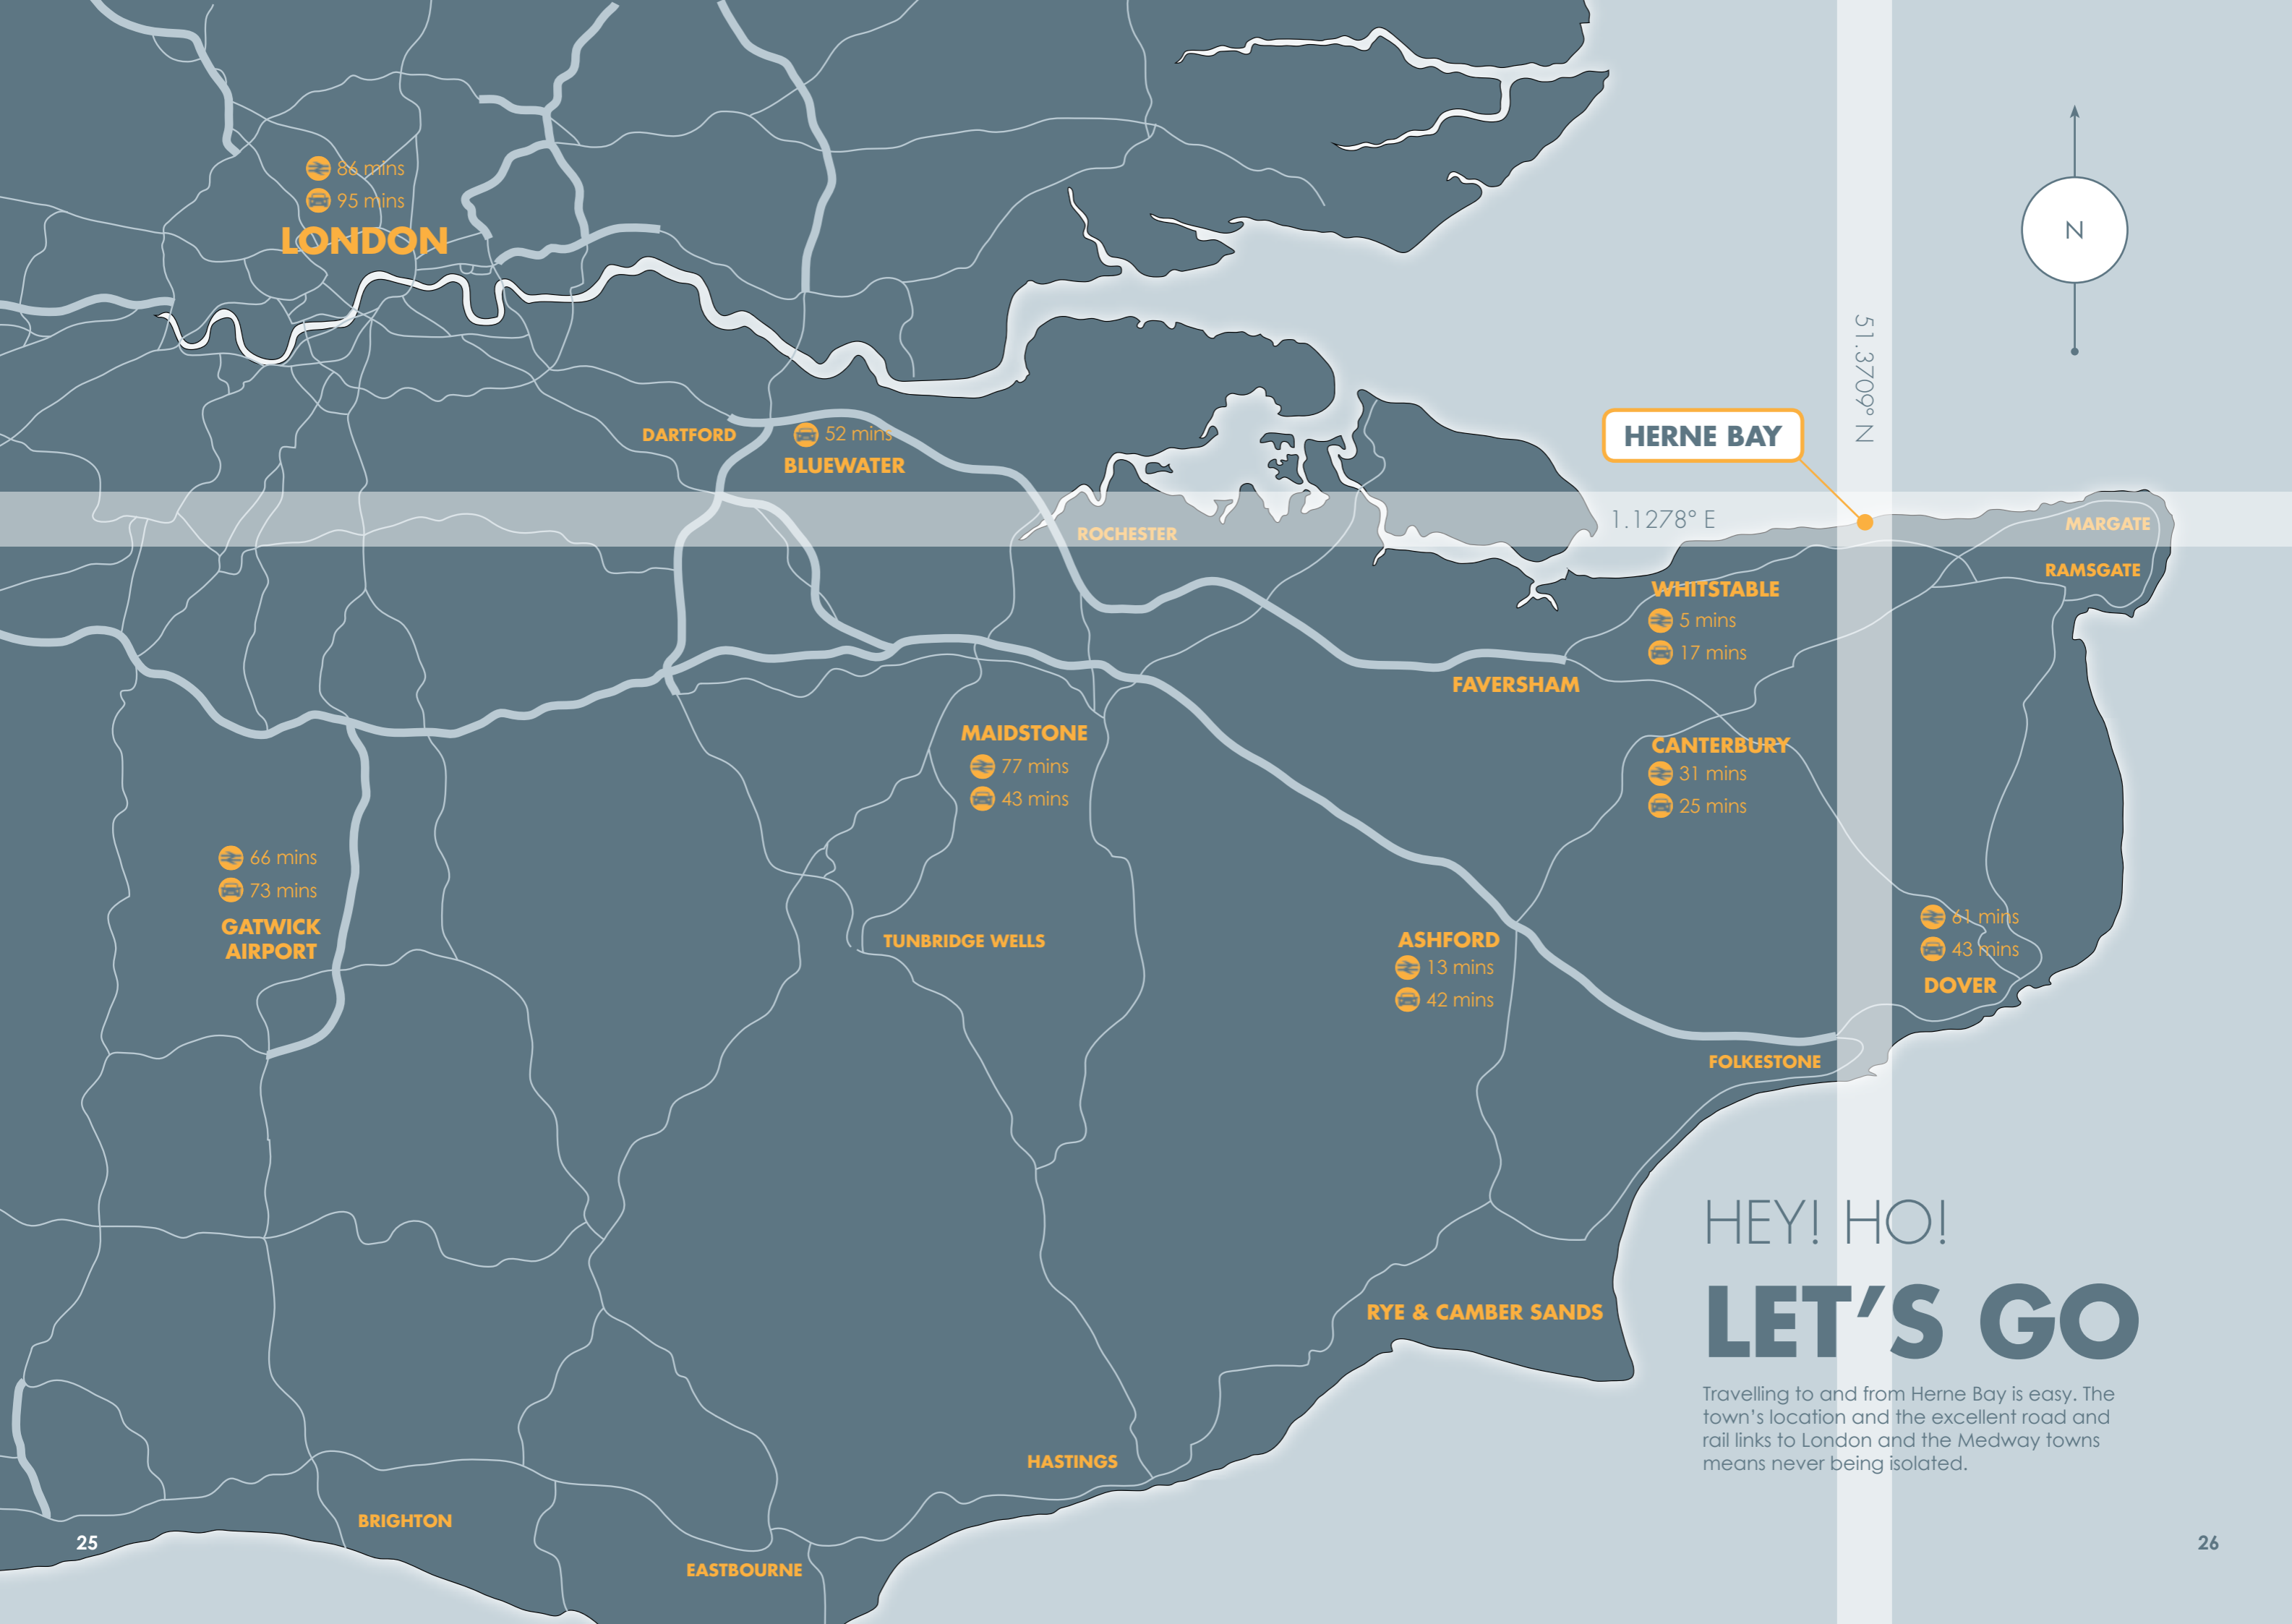 86 mins
95 mins
LONDON
N
51.3709° N
DARTFORD
52 mins
BLUEWATER
HERNE BAY
1.1278° E
ROCHESTER
MARGATE
RAMSGATE
WHITSTABLE
5 mins
17 mins
FAVERSHAM
MAIDSTONE
77 mins
43 mins
CANTERBURY
31 mins
25 mins
66 mins
73 mins
GATWICK
AIRPORT
TUNBRIDGE WELLS
ASHFORD
13 mins
42 mins
61 mins
43 mins
DOVER
FOLKESTONE
RYE & CAMBER SANDS
HASTINGS
BRIGHTON
EASTBOURNE
HEY! HO!
LET'S GO
Travelling to and from Herne Bay is easy. The
town's location and the excellent road and
rail links to London and the Medway towns
means never being isolated.
25
26